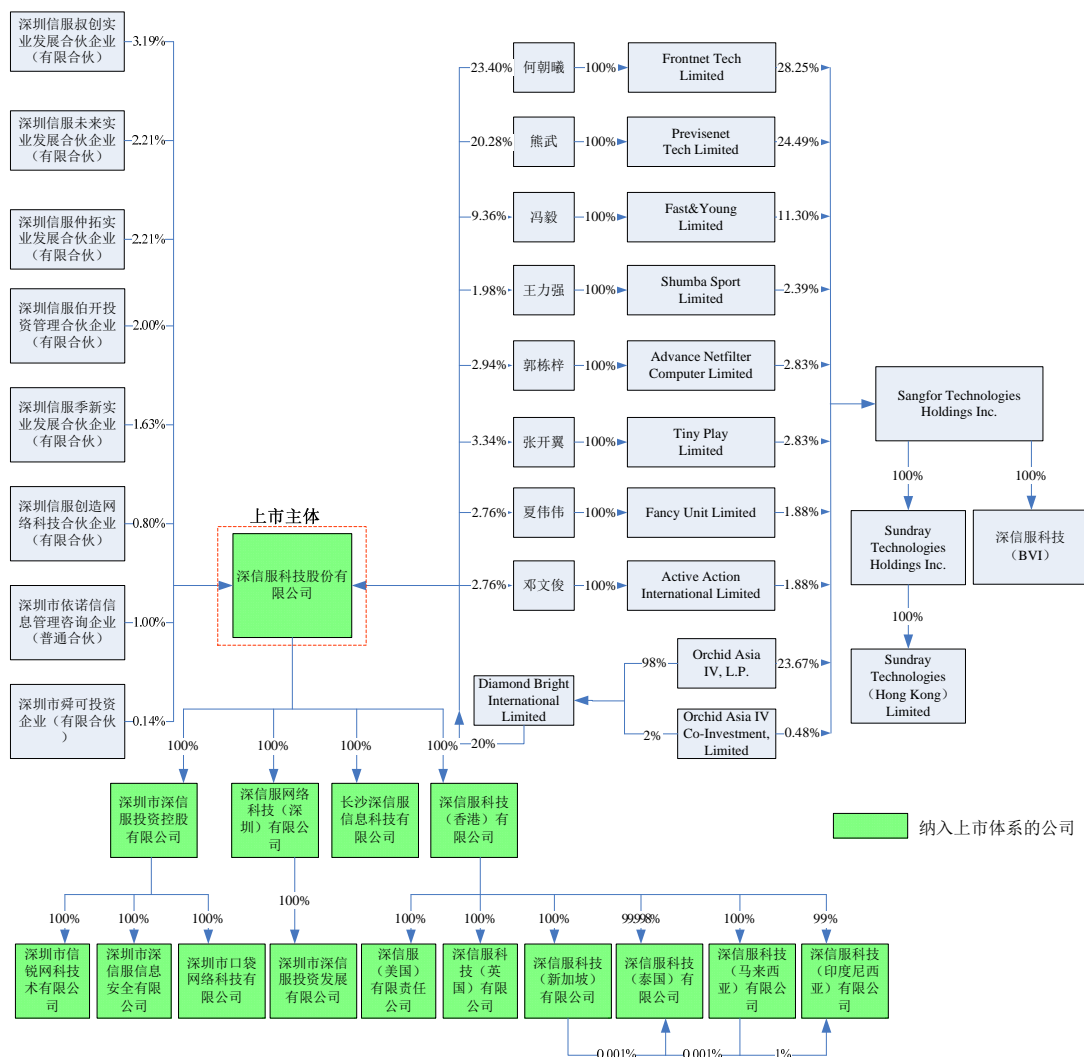 深圳信服叔创实
业发展合伙企业
（有限合伙）
3.19%
深圳信服未来实
业发展合伙企业
（有限合伙）
2.21%
深圳信服仲拓实
业发展合伙企业
（有限合伙）
2.21%
深圳信服伯开投
资管理合伙企业
（有限合伙）
2.00%
深圳信服季新实
业发展合伙企业
（有限合伙）
1.63%
深圳信服创造网
络科技合伙企业
（有限合伙）
0.80%
深圳市依诺信信
息管理咨询企业
（普通合伙）
1.00%
深圳市舜可投资
企业（有限合伙
）
0.14%
上市主体
深信服科技股份有
限公司
23.40%
何朝曦
100%
Frontnet Tech
Limited
28.25%
20.28%
熊武
100%
Previsenet
Tech Limited
24.49%
9.36%
冯毅
100%
Fast&Young
Limited
11.30%
1.98%
王力强
100%
Shumba Sport
Limited
2.39%
2.94%
郭栋梓
100%
Advance Netfilter
Computer Limited
2.83%
3.34%
张开翼
100%
Tiny Play
Limited
2.83%
2.76%
夏伟伟
100%
Fancy Unit Limited
1.88%
2.76%
邓文俊
100%
Active Action
International Limited
1.88%
Diamond Bright
International
Limited
20%
98%
Orchid Asia
IV, L.P.
23.67%
2%
Orchid Asia IV
Co-Investment,
Limited
0.48%
Sangfor Technologies
Holdings Inc.
100%
100%
Sundray
Technologies
Holdings Inc.
深信服科技
（BVI）
100%
Sundray
Technologies
（Hong Kong）
Limited
100%
100%
100%
100%
深圳市深信
服投资控股
有限公司
深信服网络
科技（深
圳）有限公
司
长沙深信服
信息科技有
限公司
深信服科技
（香港）有
限公司
纳入上市体系的公司
100%
100%
100%
100%
100%
100%
100%
99.998%
100%
99%
深圳市信
锐网科技
术有限公司
深圳市深
信服信息
安全有限
公司
深圳市口袋
网络科技有
限公司
深圳市深信
服投资发展
有限公司
深信服
（美国）
有限责任
公司
深信服科
技（英
国）有限
公司
深信服科技
（新加坡）
有限公司
深信服科技
（泰国）有
限公司
深信服科技
（马来西
亚）有限公
司
深信服科技
（印度尼西
亚）有限公
司
0.001%
0.001%
1%